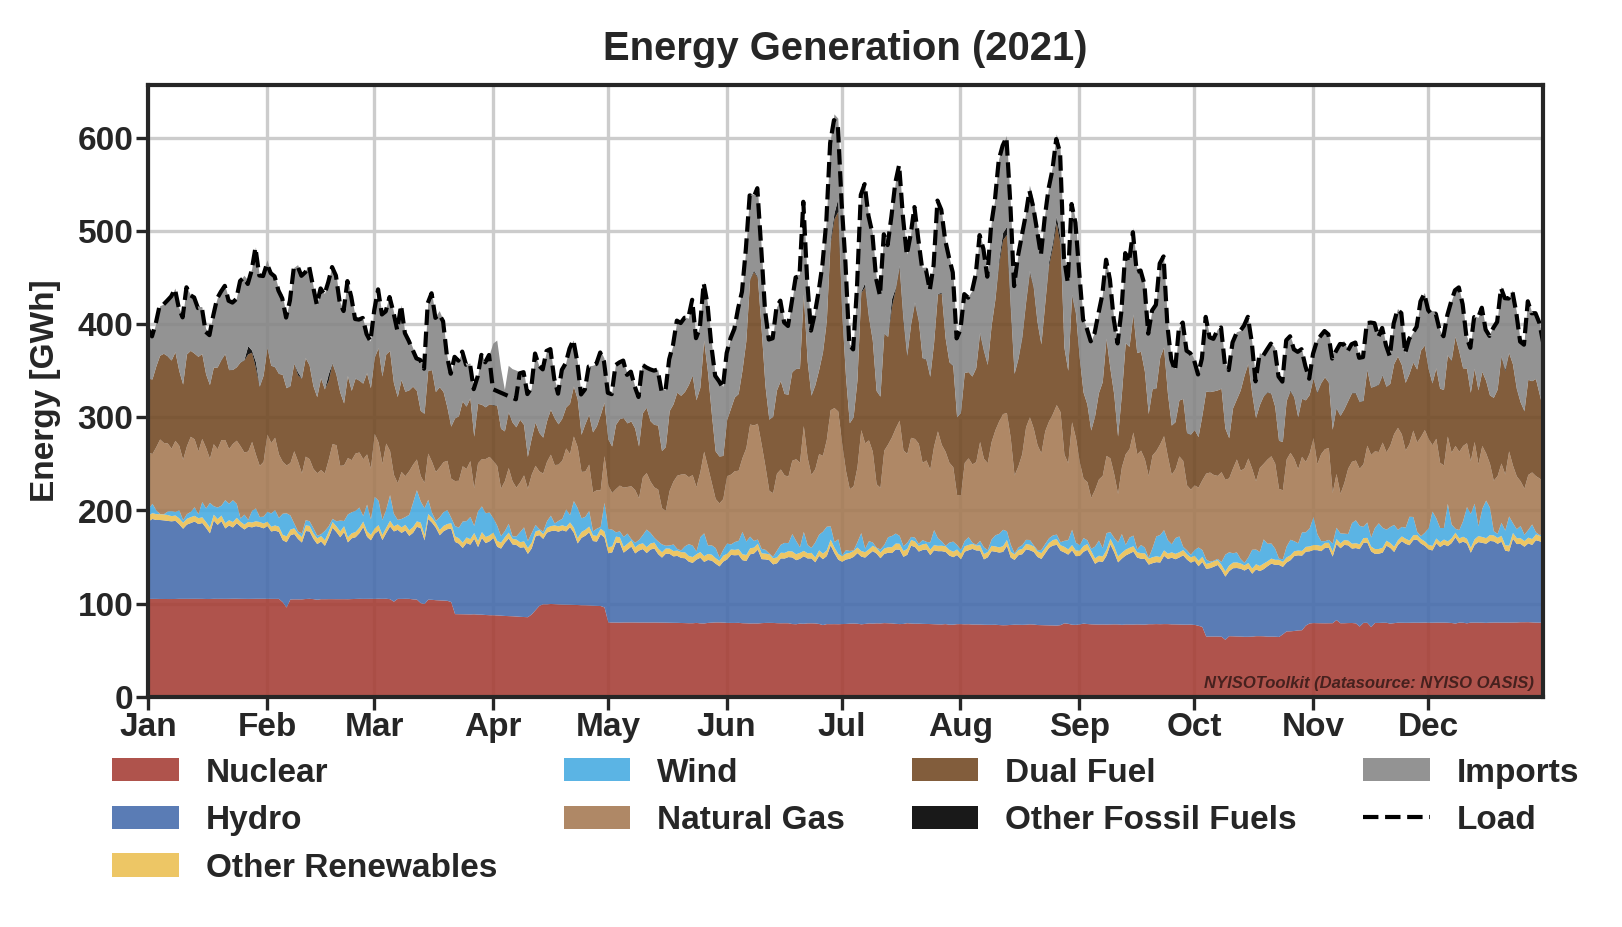 Energy Generation (2021)
Energy [GWh]
600
500
400
300
200
100
0
NYISOToolkit (Datasource: NYISO OASIS)
Jan Feb Mar Apr May Jun Jul Aug Sep Oct Nov Dec
Nuclear Wind Dual Fuel Imports
Hydro Natural Gas Other Fossil Fuels Load
Other Renewables